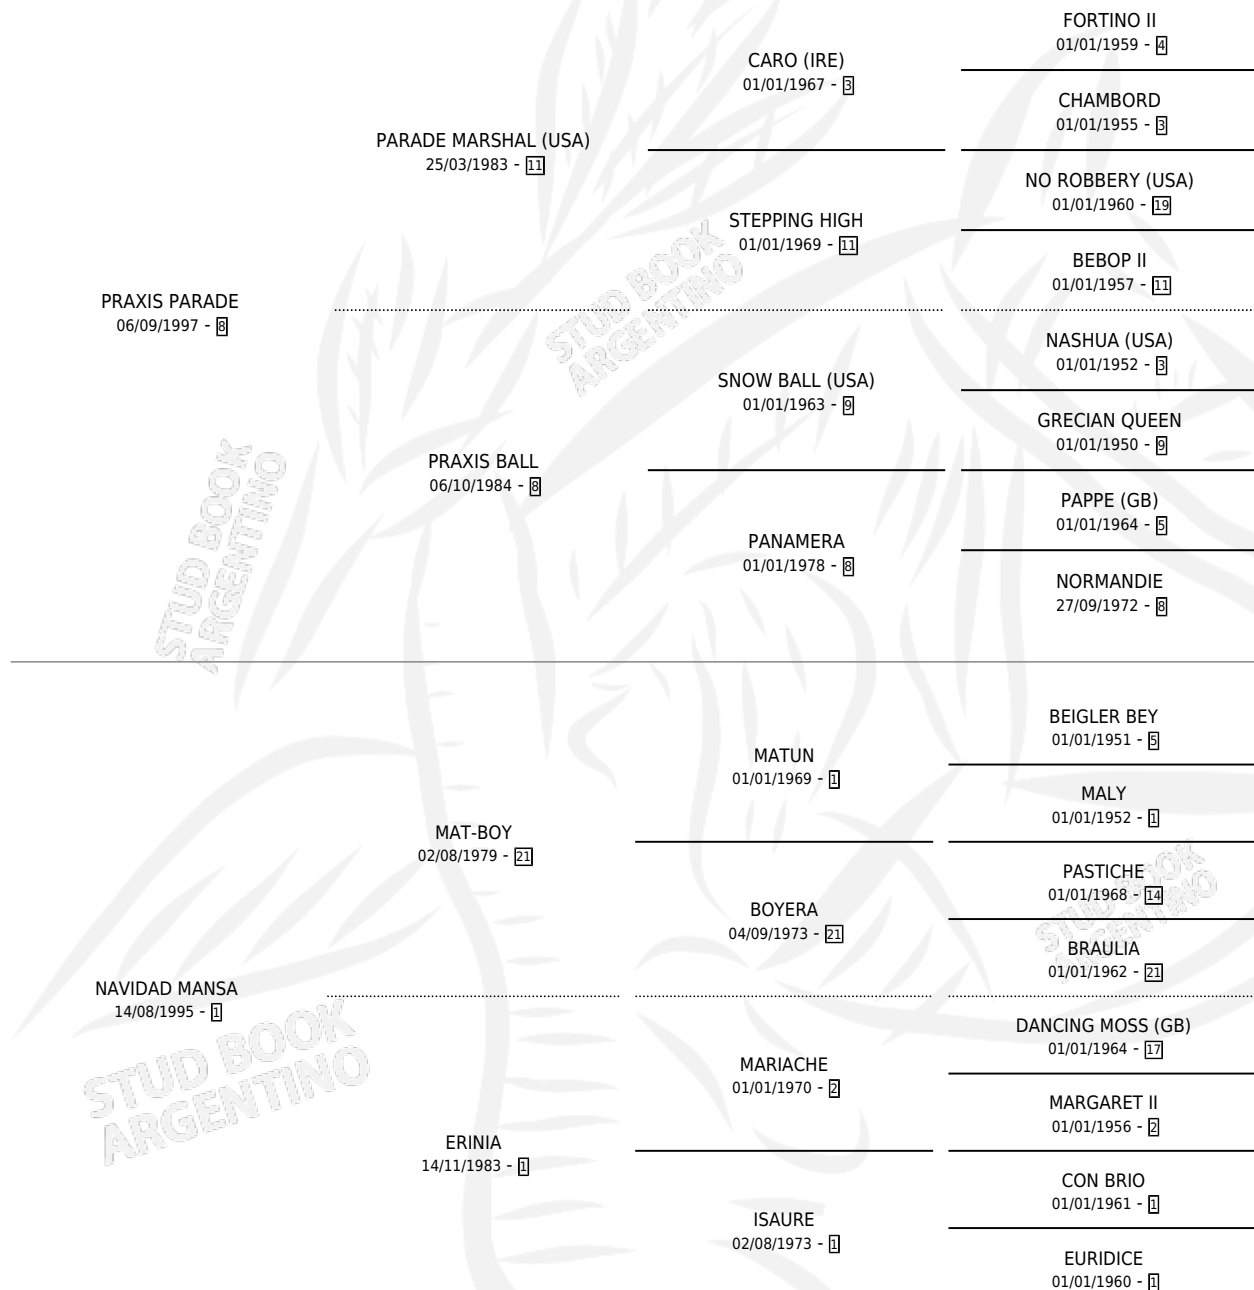 FORTINO II
01/01/1959 - 4
CARO (IRE)
01/01/1967 - 3
CHAMBORD
01/01/1955 - 3
PARADE MARSHAL (USA)
25/03/1983 - 11
NO ROBBERY (USA)
01/01/1960 - 19
STEPPING HIGH
01/01/1969 - 11
BEBOP II
01/01/1957 - 11
PRAXIS PARADE
06/09/1997 - 8
NASHUA (USA)
01/01/1952 - 3
SNOW BALL (USA)
01/01/1963 - 9
GRECIAN QUEEN
01/01/1950 - 9
PRAXIS BALL
06/10/1984 - 8
PAPPE (GB)
01/01/1964 - 5
PANAMERA
01/01/1978 - 8
NORMANDIE
27/09/1972 - 8
BEIGLER BEY
01/01/1951 - 5
MATUN
01/01/1969 - 1
MALY
01/01/1952 - 1
MAT-BOY
02/08/1979 - 21
PASTICHE
01/01/1968 - 14
BOYERA
04/09/1973 - 21
BRAULIA
01/01/1962 - 21
NAVIDAD MANSA
14/08/1995 - 1
DANCING MOSS (GB)
01/01/1964 - 17
MARIACHE
01/01/1970 - 2
MARGARET II
01/01/1956 - 2
ERINIA
14/11/1983 - 1
CON BRIO
01/01/1961 - 1
ISAURE
02/08/1973 - 1
EURIDICE
01/01/1960 - 1
STUD BOOK
ARGENTINO
STUD BOOK
ARGENTINO
STUD BOOK
ARGENTINO
STUD BOOK
ARGENTINO